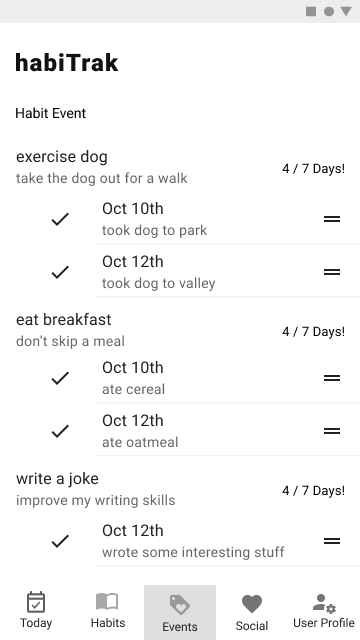 habiTrak
Habit Event
exercise dog
take the dog out for a walk
4 / 7 Days!
Oct 10th
took dog to park
Oct 12th
took dog to valley
eat breakfast
don't skip a meal
4 / 7 Days!
Oct 10th
ate cereal
Oct 12th
ate oatmeal
write a joke
improve my writing skills
4 / 7 Days!
Oct 12th
wrote some interesting stuff
Today
Habits
Events
Social
User Profile